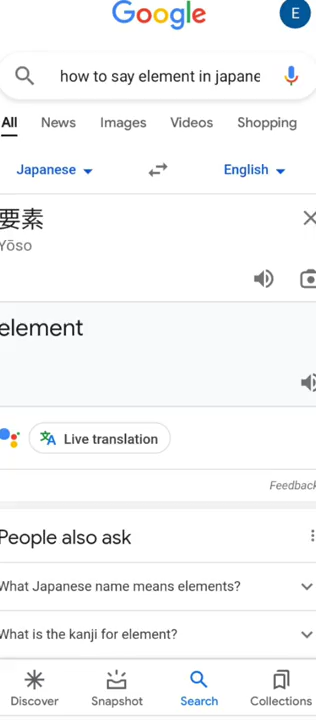 Google
E
how to say element in japane
All News Images Videos Shopping
Japanese English
要素
Yōso
element
Live translation
Feedback
People also ask
What Japanese name means elements?
What is the kanji for element?
Discover Snapshot Search Collections